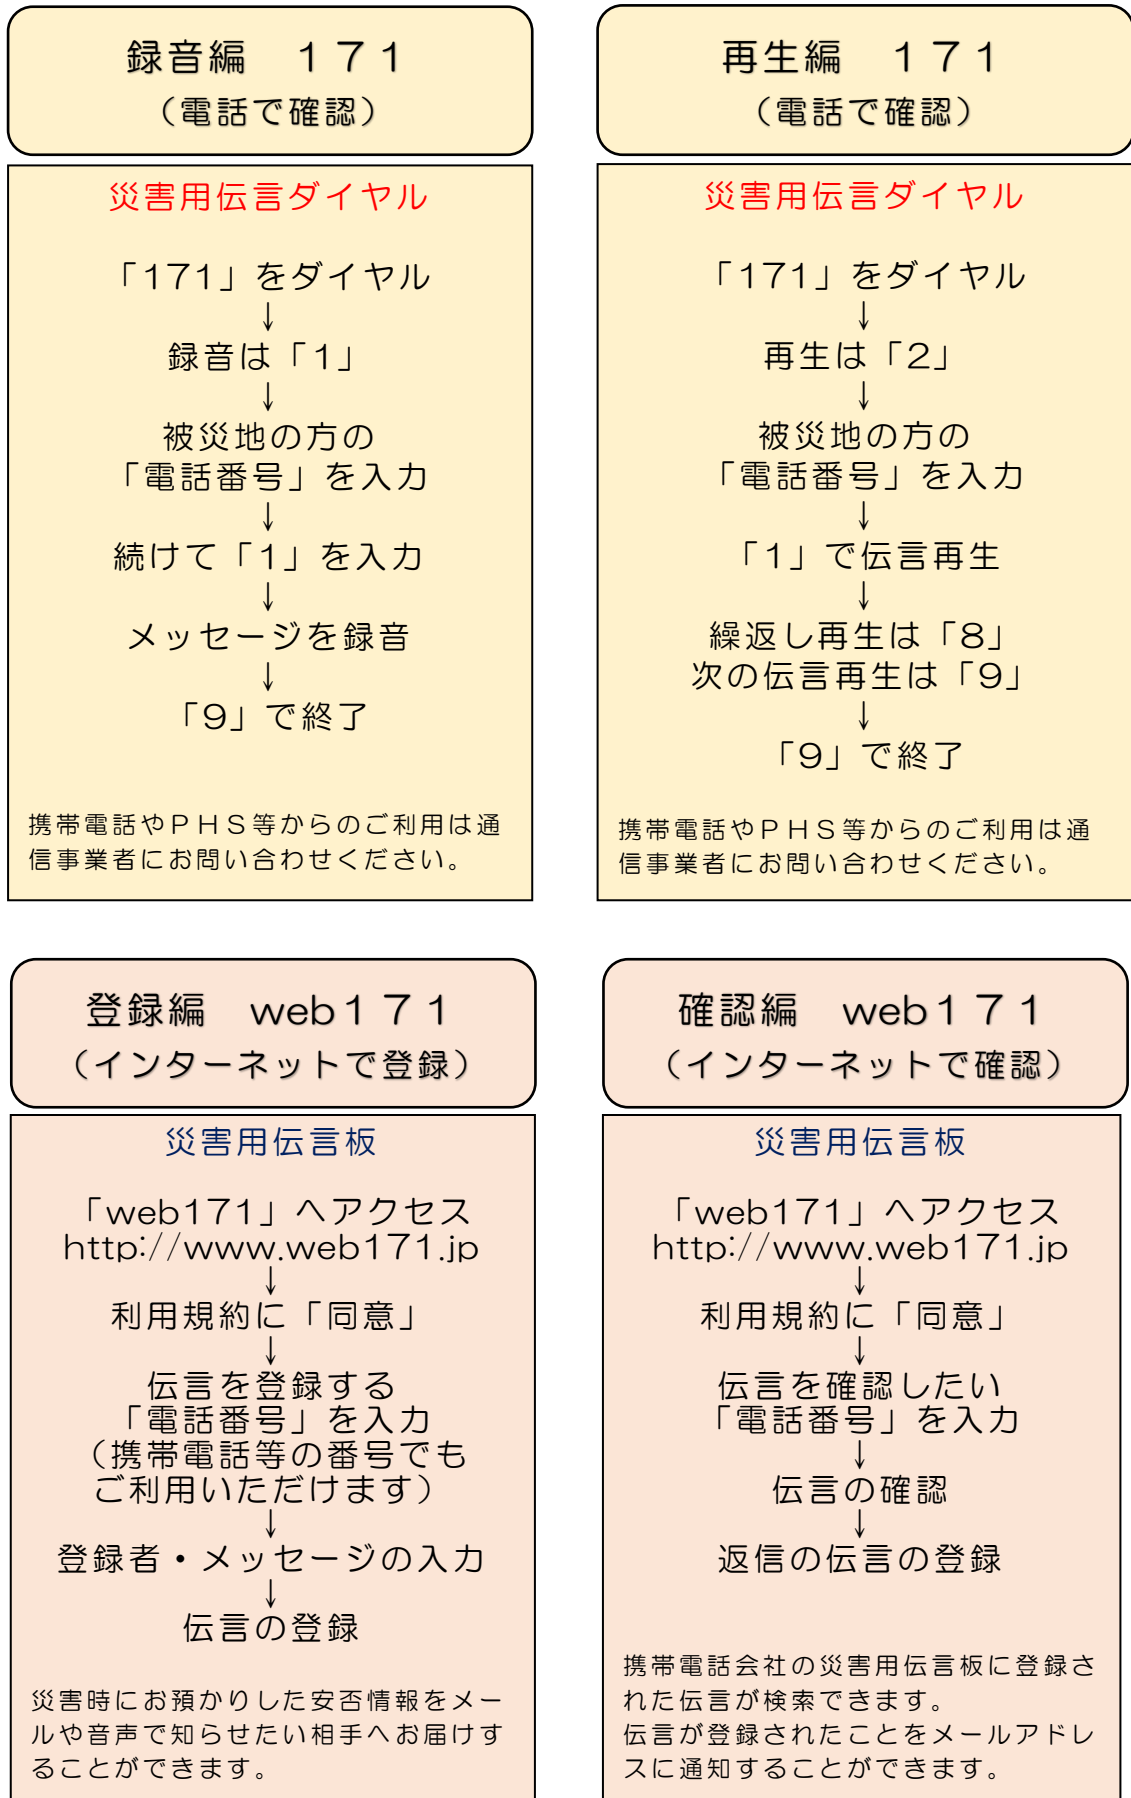 録音編　１７１
（電話で確認）
災害用伝言ダイヤル
「171」をダイヤル
↓
録音は「1」
↓
被災地の方の
「電話番号」を入力
↓
続けて「1」を入力
↓
メッセージを録音
↓
「9」で終了
携帯電話やＰＨＳ等からのご利用は通
信事業者にお問い合わせください。
再生編　１７１
（電話で確認）
災害用伝言ダイヤル
「171」をダイヤル
↓
再生は「2」
↓
被災地の方の
「電話番号」を入力
↓
「1」で伝言再生
↓
繰返し再生は「8」
次の伝言再生は「9」
↓
「9」で終了
携帯電話やＰＨＳ等からのご利用は通
信事業者にお問い合わせください。
登録編　web１７１
（インターネットで登録）
災害用伝言板
「web171」へアクセス
http://www.web171.jp
↓
利用規約に「同意」
↓
伝言を登録する
「電話番号」を入力
（携帯電話等の番号でも
ご利用いただけます）
↓
登録者・メッセージの入力
↓
伝言の登録
災害時にお預かりした安否情報をメー
ルや音声で知らせたい相手へお届けす
ることができます。
確認編　web１７１
（インターネットで確認）
災害用伝言板
「web171」へアクセス
http://www.web171.jp
↓
利用規約に「同意」
↓
伝言を確認したい
「電話番号」を入力
↓
伝言の確認
↓
返信の伝言の登録
携帯電話会社の災害用伝言板に登録さ
れた伝言が検索できます。
伝言が登録されたことをメールアドレ
スに通知することができます。